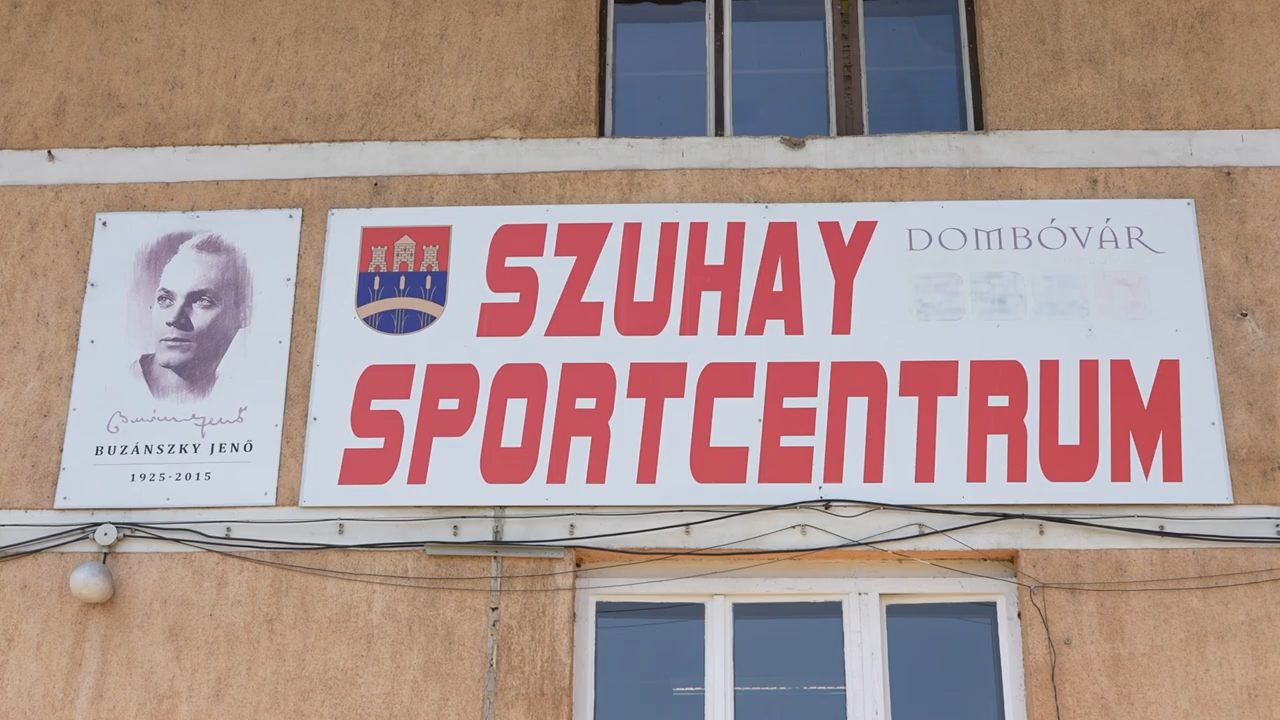 SZUHAY
DOMBÓVÁR
SPORTCENTRUM
Buzánszky Jenő
BUZÁNSZKY JENŐ
1925-2015